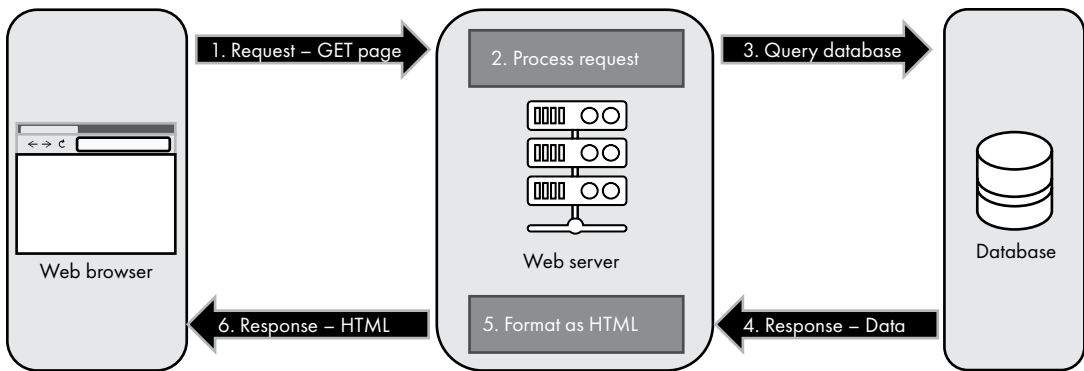 1. Request – GET page
2. Process request
3. Query database
Web browser
Web server
Database
6. Response – HTML
5. Format as HTML
4. Response – Data